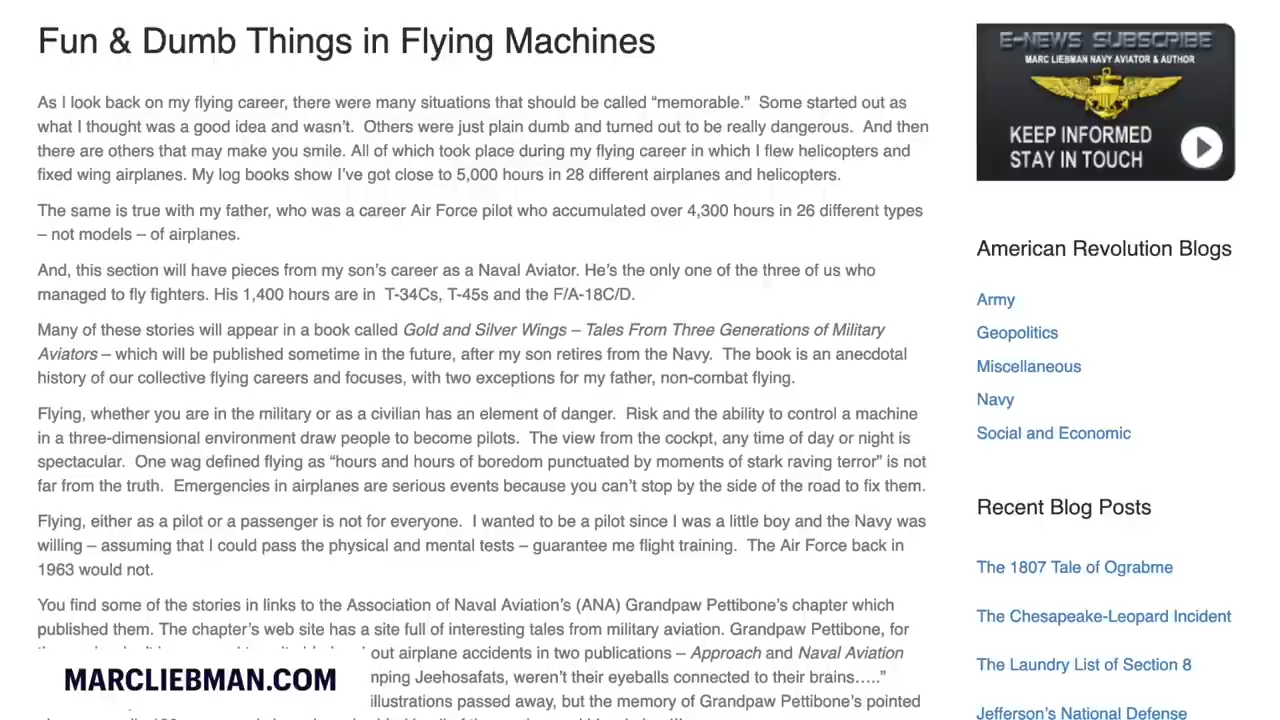 Fun & Dumb Things in Flying Machines
As I look back on my flying career, there were many situations that should be called “memorable.”  Some started out as
what I thought was a good idea and wasn’t.  Others were just plain dumb and turned out to be really dangerous.  And then
there are others that may make you smile. All of which took place during my flying career in which I flew helicopters and
fixed wing airplanes. My log books show I’ve got close to 5,000 hours in 28 different airplanes and helicopters.
The same is true with my father, who was a career Air Force pilot who accumulated over 4,300 hours in 26 different types
– not models – of airplanes.
And, this section will have pieces from my son’s career as a Naval Aviator. He’s the only one of the three of us who
managed to fly fighters. His 1,400 hours are in  T-34Cs, T-45s and the F/A-18C/D.
Many of these stories will appear in a book called Gold and Silver Wings – Tales From Three Generations of Military
Aviators – which will be published sometime in the future, after my son retires from the Navy.  The book is an anecdotal
history of our collective flying careers and focuses, with two exceptions for my father, non-combat flying.
Flying, whether you are in the military or as a civilian has an element of danger.  Risk and the ability to control a machine
in a three-dimensional environment draw people to become pilots.  The view from the cockpt, any time of day or night is
spectacular.  One wag defined flying as “hours and hours of boredom punctuated by moments of stark raving terror” is not
far from the truth.  Emergencies in airplanes are serious events because you can’t stop by the side of the road to fix them.
Flying, either as a pilot or a passenger is not for everyone.  I wanted to be a pilot since I was a little boy and the Navy was
willing – assuming that I could pass the physical and mental tests – guarantee me flight training.  The Air Force back in
1963 would not.
You find some of the stories in links to the Association of Naval Aviation’s (ANA) Grandpaw Pettibone’s chapter which
published them. The chapter’s web site has a site full of interesting tales from military aviation. Grandpaw Pettibone, for
out airplane accidents in two publications – Approach and Naval Aviation
nping Jeehosafats, weren’t their eyeballs connected to their brains…..”
illustrations passed away, but the memory of Grandpaw Pettibone’s pointed
MARCLIEBMAN.COM
E-NEWS SUBSCRIBE
MARC LIEBMAN NAVY AVIATOR & AUTHOR
KEEP INFORMED
STAY IN TOUCH
American Revolution Blogs
Army
Geopolitics
Miscellaneous
Navy
Social and Economic
Recent Blog Posts
The 1807 Tale of Ograbme
The Chesapeake-Leopard Incident
The Laundry List of Section 8
Jefferson’s National Defense